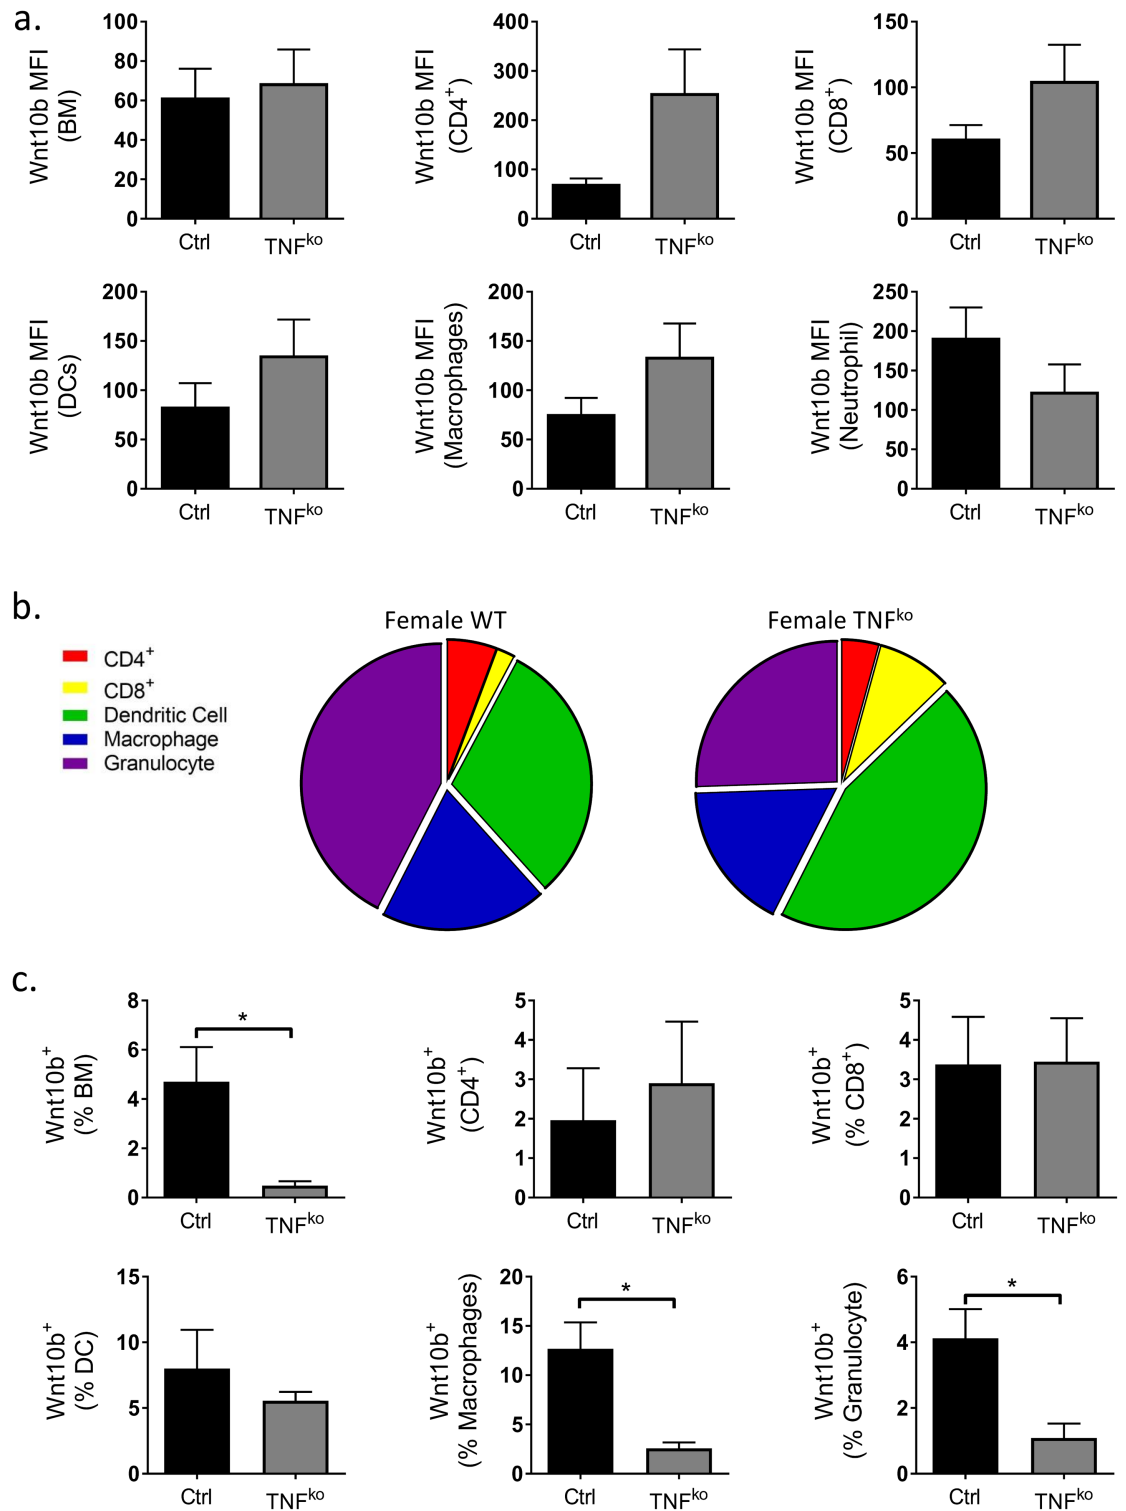 a.
Wnt10b MFI
(BM)
100
80
60
40
20
0
Ctrl
TNFᵏᵒ
Wnt10b MFI
(CD4⁺)
400
300
200
100
0
Ctrl
TNFᵏᵒ
Wnt10b MFI
(CD8⁺)
150
100
50
0
Ctrl
TNFᵏᵒ
Wnt10b MFI
(DCs)
200
150
100
50
0
Ctrl
TNFᵏᵒ
Wnt10b MFI
(Macrophages)
200
150
100
50
0
Ctrl
TNFᵏᵒ
Wnt10b MFI
(Neutrophil)
250
200
150
100
50
0
Ctrl
TNFᵏᵒ
b.
CD4⁺
CD8⁺
Dendritic Cell
Macrophage
Granulocyte
Female WT
Female TNFᵏᵒ
c.
Wnt10b⁺
(% BM)
8
6
4
2
0
*
Ctrl
TNFᵏᵒ
Wnt10b⁺
(CD4⁺)
5
4
3
2
1
0
Ctrl
TNFᵏᵒ
Wnt10b⁺
(% CD8⁺)
5
4
3
2
1
0
Ctrl
TNFᵏᵒ
Wnt10b⁺
(% DC)
15
10
5
0
Ctrl
TNFᵏᵒ
Wnt10b⁺
(% Macrophages)
20
15
10
5
0
*
Ctrl
TNFᵏᵒ
Wnt10b⁺
(% Granulocyte)
6
4
2
0
*
Ctrl
TNFᵏᵒ